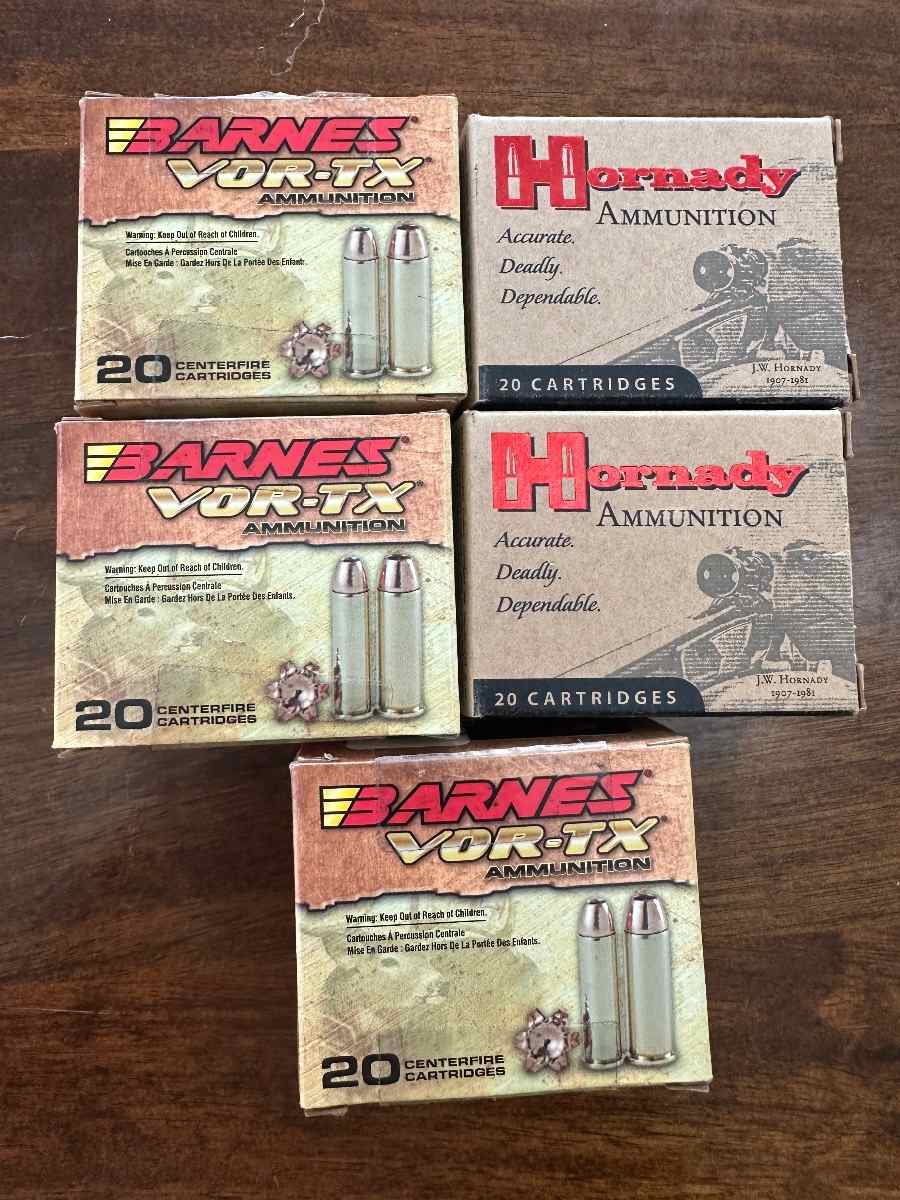 BARNES®
VOR-TX®
AMMUNITION
Warning: Keep Out of Reach of Children.
Cartouches À Percussion Centrale
Mise En Garde : Gardez Hors De La Portée Des Enfants.
20 CENTERFIRE
CARTRIDGES
Hornady
AMMUNITION
Accurate.
Deadly.
Dependable.
J.W. HORNADY
1907-1981
20 CARTRIDGES
BARNES®
VOR-TX®
AMMUNITION
Warning: Keep Out of Reach of Children.
Cartouches À Percussion Centrale
Mise En Garde : Gardez Hors De La Portée Des Enfants.
20 CENTERFIRE
CARTRIDGES
Hornady
AMMUNITION
Accurate.
Deadly.
Dependable.
J.W. HORNADY
1907-1981
20 CARTRIDGES
BARNES®
VOR-TX®
AMMUNITION
Warning: Keep Out of Reach of Children.
Cartouches À Percussion Centrale
Mise En Garde : Gardez Hors De La Portée Des Enfants.
20 CENTERFIRE
CARTRIDGES